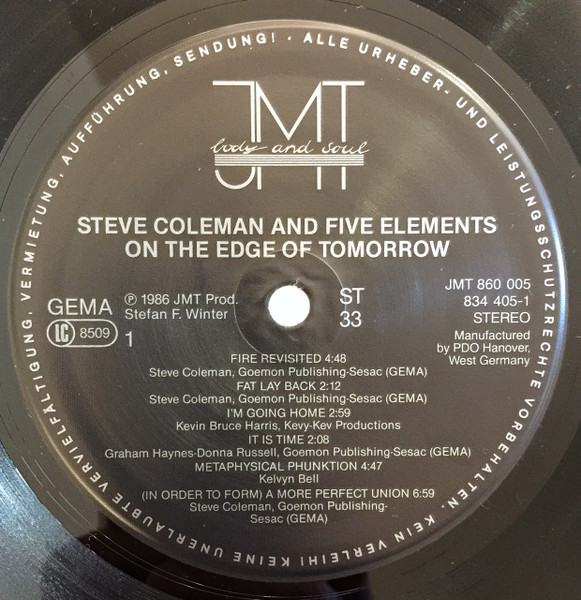 ALLE URHEBER- UND LEISTUNGSSCHUTZRECHTE VORBEHALTEN. KEIN VERLEIH! KEINE UNERLAUBTE VERVIELFÄLTIGUNG, VERMIETUNG, AUFFÜHRUNG, SENDUNG! ·
JMT
body and soul
STEVE COLEMAN AND FIVE ELEMENTS
ON THE EDGE OF TOMORROW
GEMA
LC 8509
1
℗ 1986 JMT Prod.
Stefan F. Winter
ST
33
JMT 860 005
834 405-1
STEREO
Manufactured
by PDO Hanover,
West Germany
FIRE REVISITED 4:48
Steve Coleman, Goemon Publishing-Sesac (GEMA)
FAT LAY BACK 2:12
Steve Coleman, Goemon Publishing-Sesac (GEMA)
I'M GOING HOME 2:59
Kevin Bruce Harris, Kevy-Kev Productions
IT IS TIME 2:08
Graham Haynes-Donna Russell, Goemon Publishing-Sesac (GEMA)
METAPHYSICAL PHUNKTION 4:47
Kelvyn Bell
(IN ORDER TO FORM) A MORE PERFECT UNION 6:59
Steve Coleman, Goemon Publishing-
Sesac (GEMA)